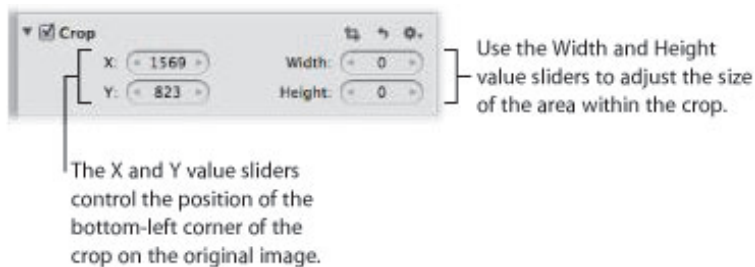 Crop
X: 1569 Width: 0
Y: 823 Height: 0
Use the Width and Height
value sliders to adjust the size
of the area within the crop.
The X and Y value sliders
control the position of the
bottom-left corner of the
crop on the original image.